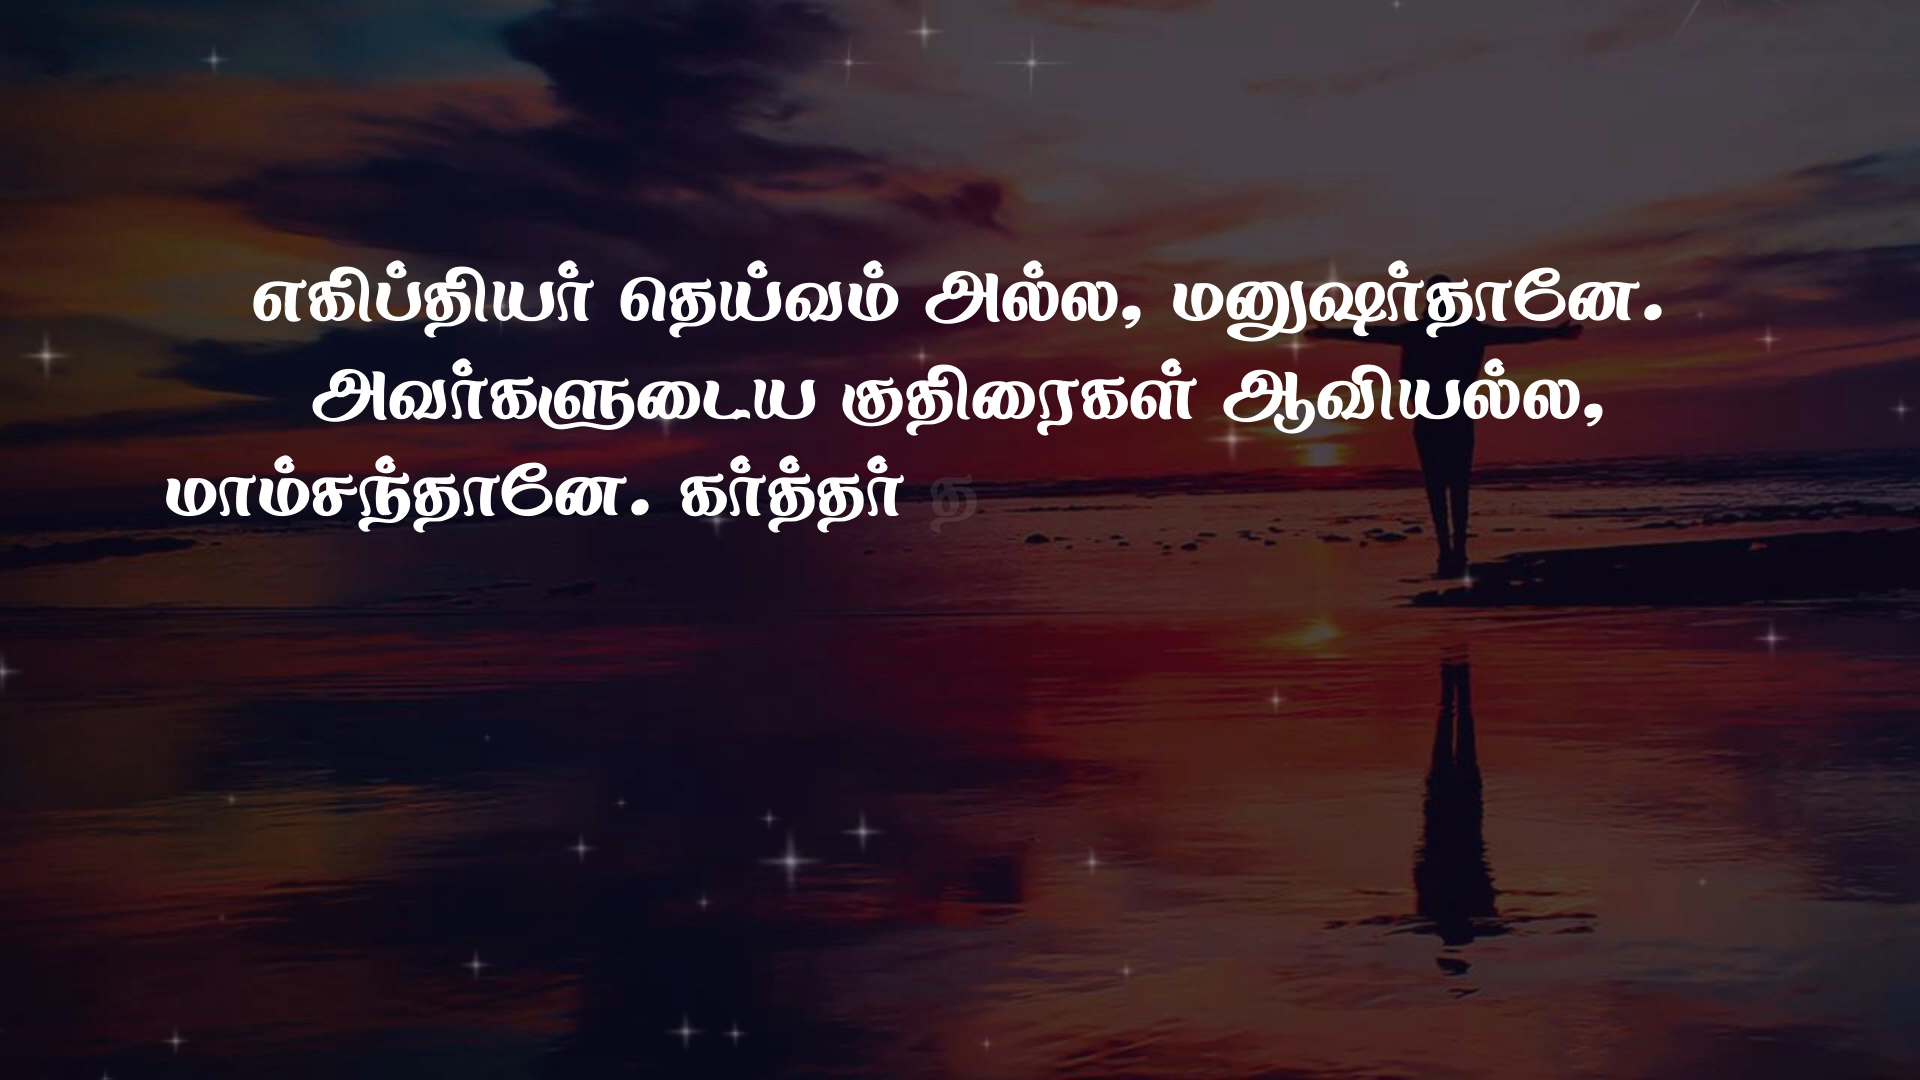 எகிப்தியர் தெய்வம் அல்ல, மனுஷர்தானே.
அவர்களுடைய குதிரைகள் ஆவியல்ல,
மாம்சந்தானே. கர்த்தர் த